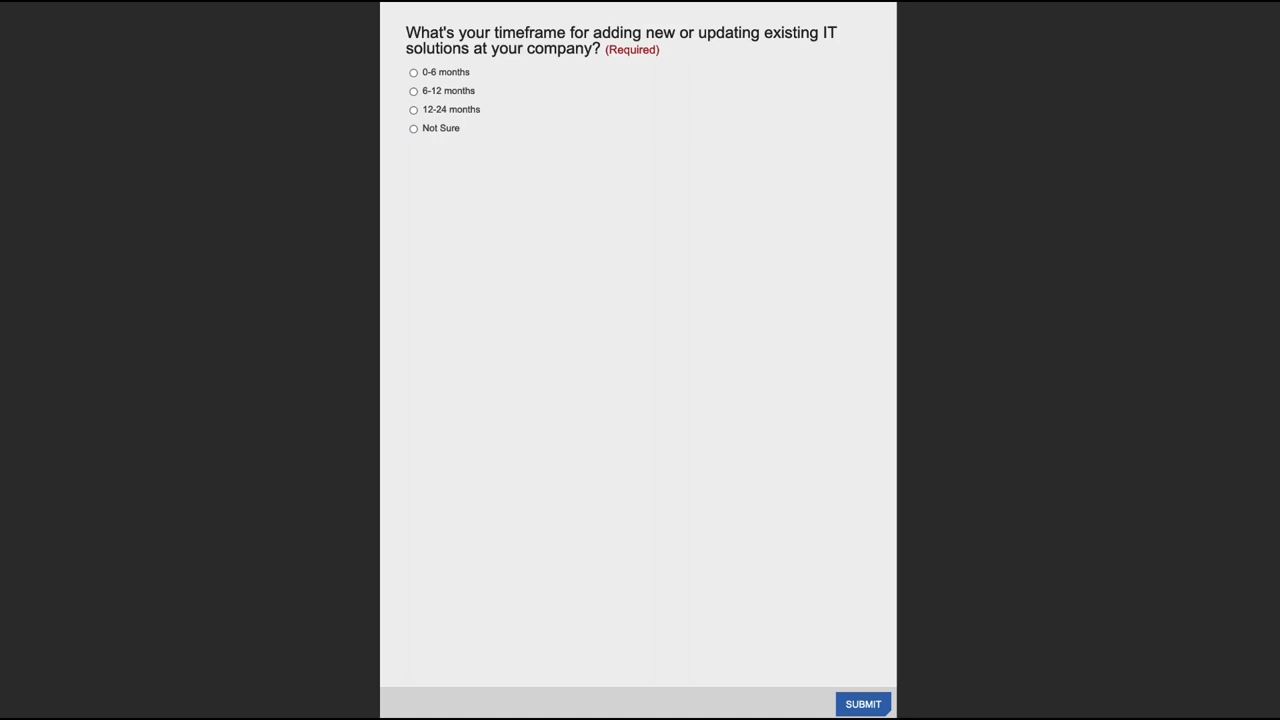 What's your timeframe for adding new or updating existing IT
solutions at your company? (Required)
0-6 months
6-12 months
12-24 months
Not Sure
SUBMIT